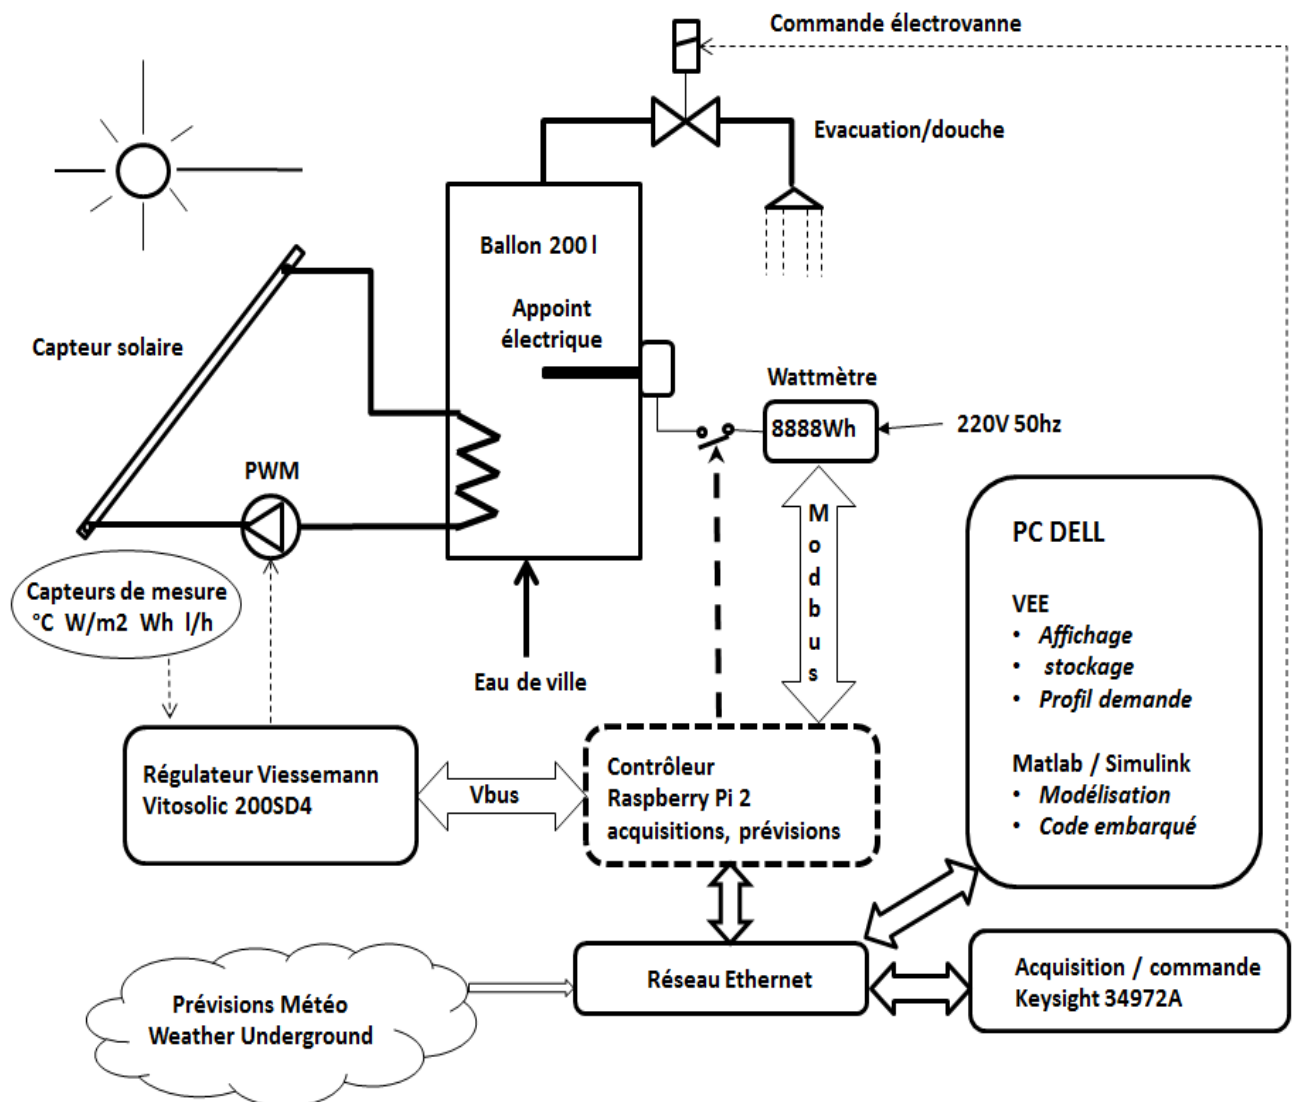 Commande électrovanne
Evacuation/douche
Ballon 200 l
Appoint
électrique
Capteur solaire
Wattmètre
8888Wh
220V 50hz
PWM
Modbus
Capteurs de mesure
°C W/m2 Wh l/h
Eau de ville
PC DELL
VEE
• Affichage
• stockage
• Profil demande
Matlab / Simulink
• Modélisation
• Code embarqué
Régulateur Viessemann
Vitosolic 200SD4
Vbus
Contrôleur
Raspberry Pi 2
acquisitions, prévisions
Réseau Ethernet
Acquisition / commande
Keysight 34972A
Prévisions Météo
Weather Underground